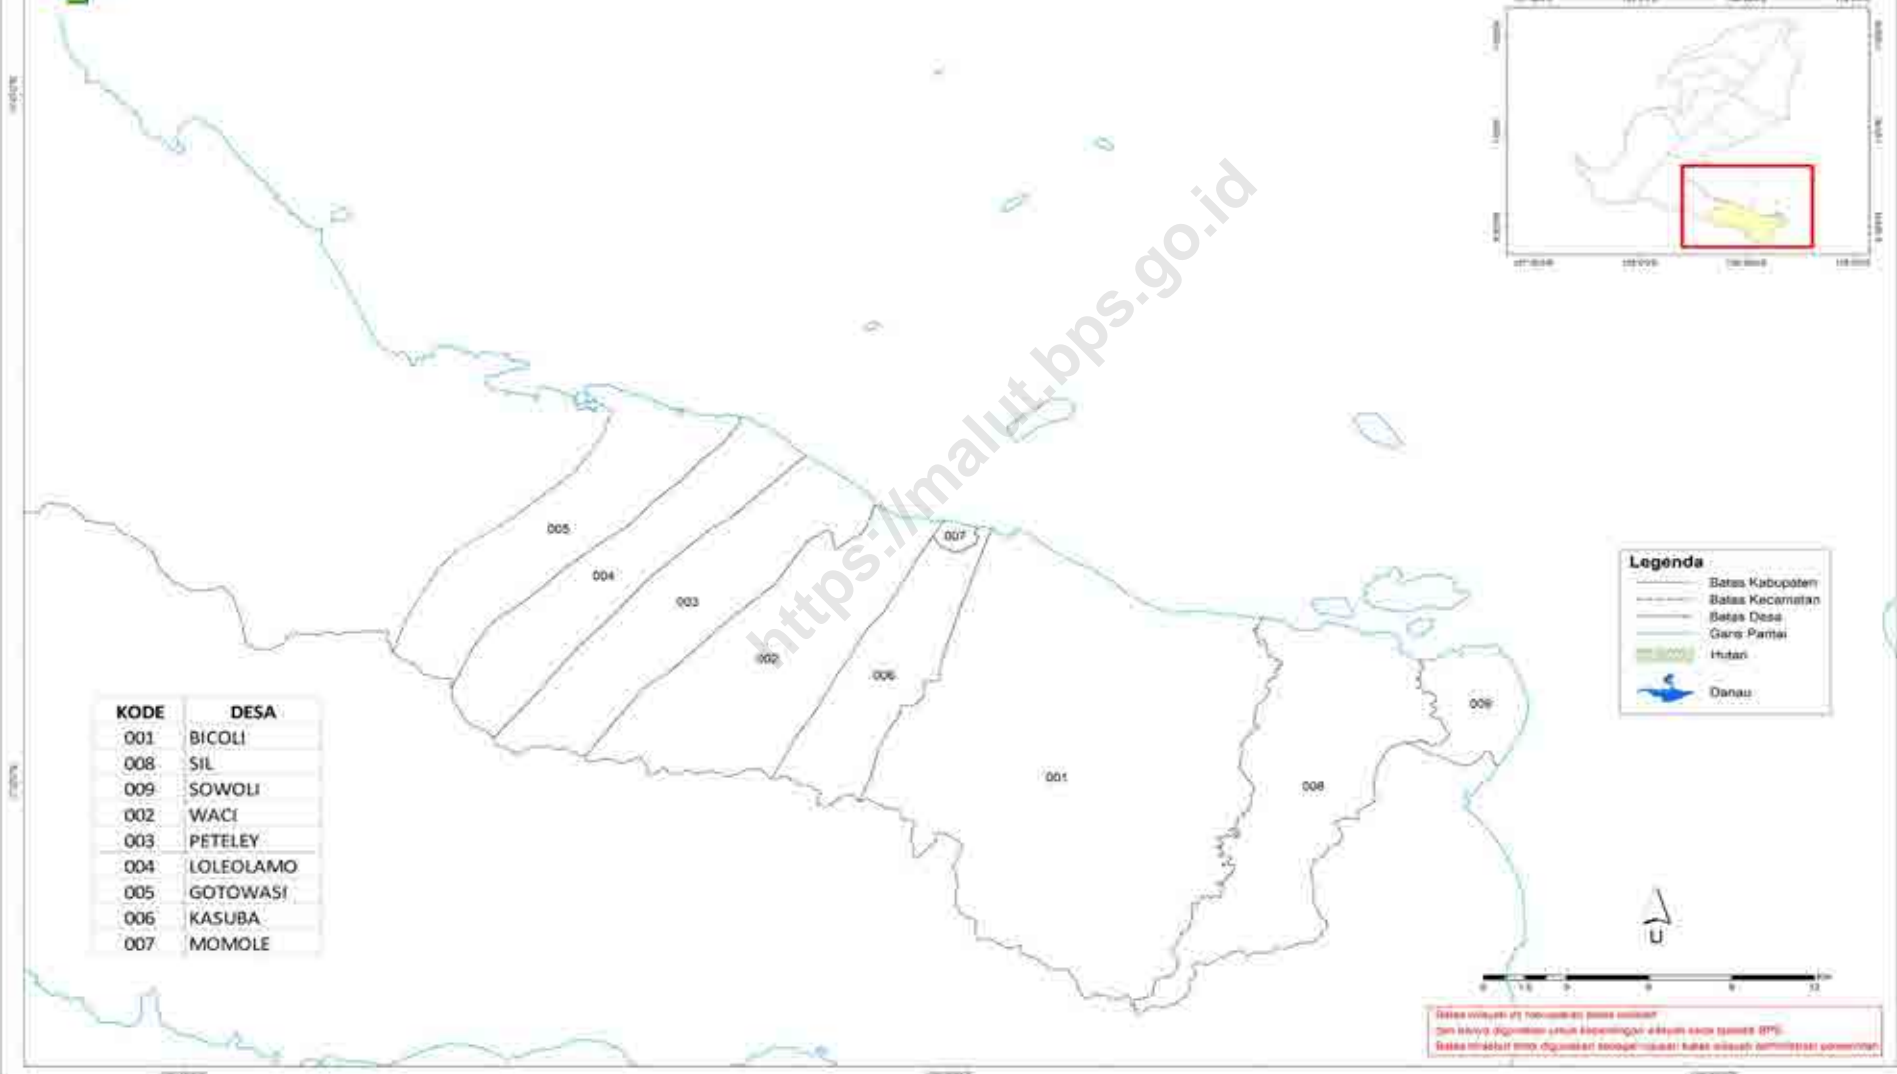 https://malut.bps.go.id
005
004
003
002
006
007
001
008
009
Legenda
Batas Kabupaten
Batas Kecamatan
Batas Desa
Garis Pantai
Hutan
Danau
KODE DESA
001 BICOLI
008 SIL
009 SOWOLI
002 WACI
003 PETELEY
004 LOLEOLAMO
005 GOTOWASI
006 KASUBA
007 MOMOLE
U